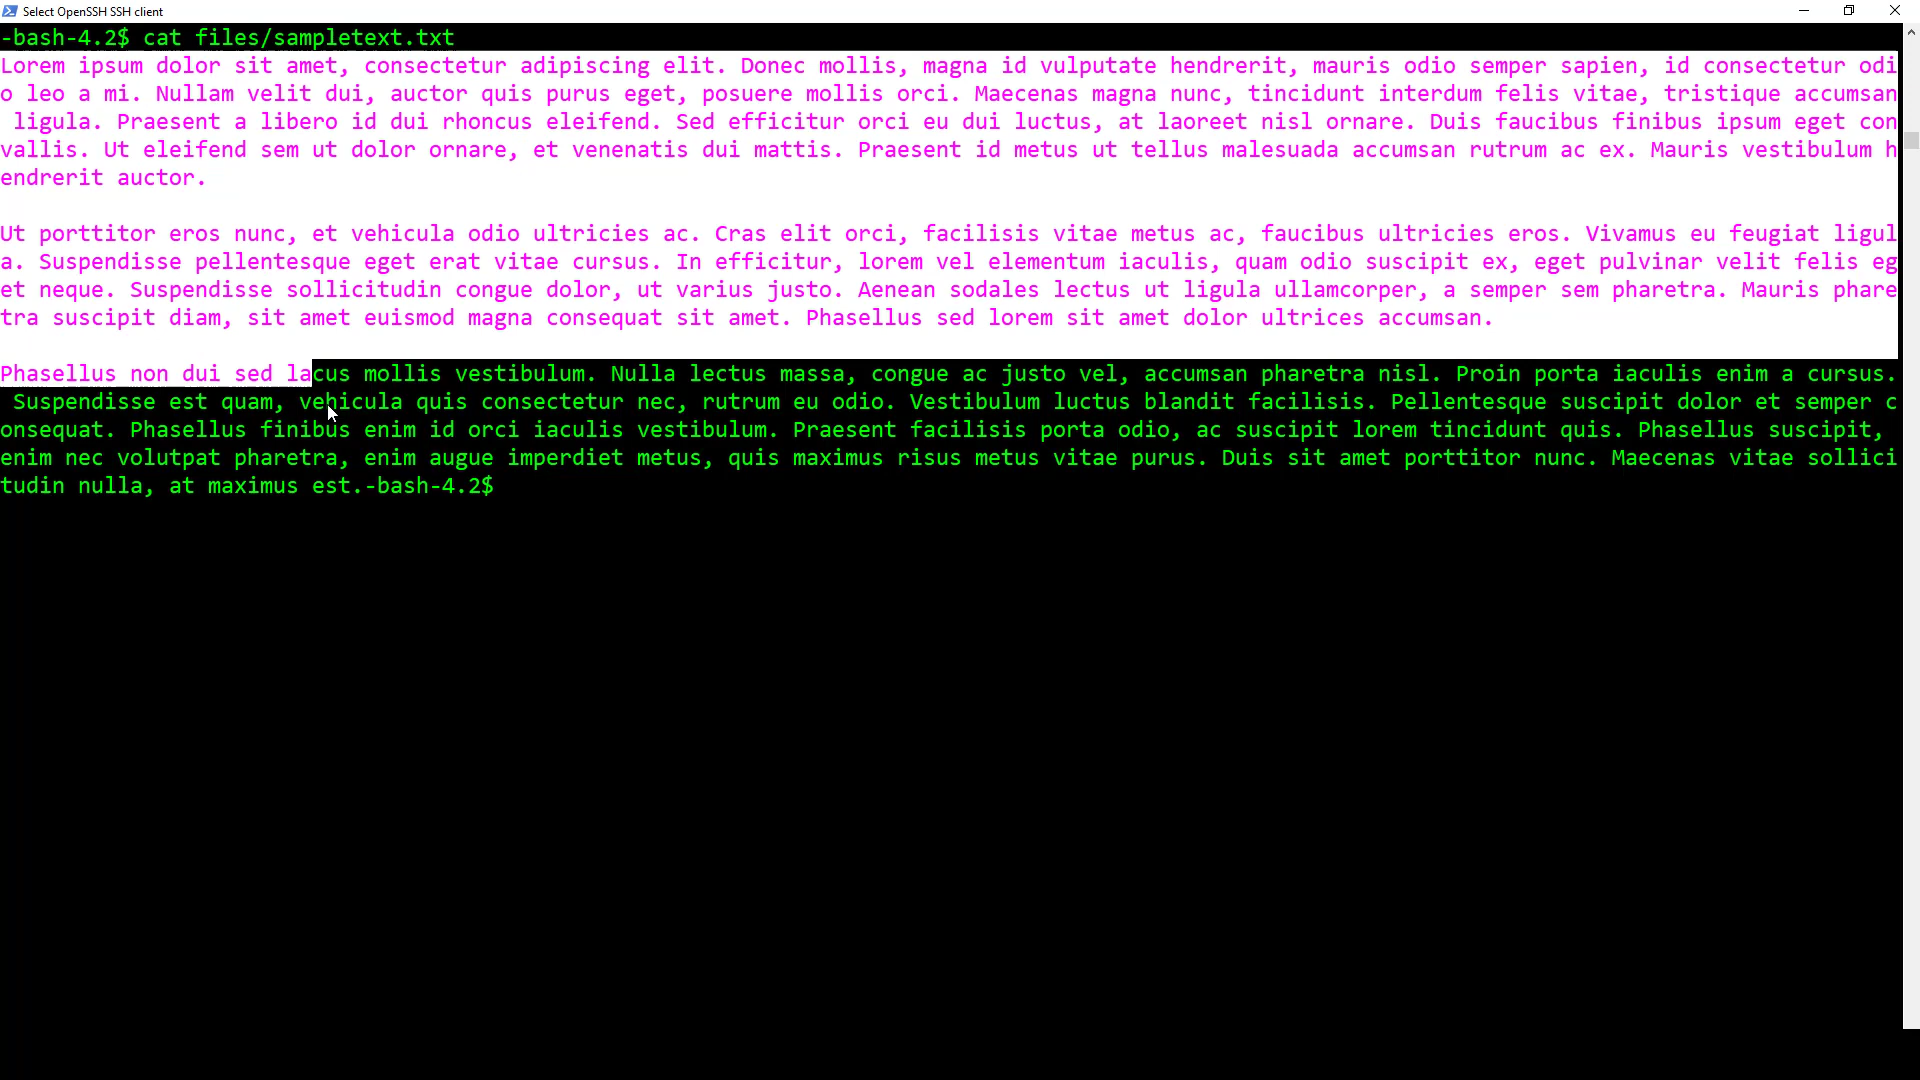 Select OpenSSH SSH client
-bash-4.2$ cat files/sampletext.txt
Lorem ipsum dolor sit amet, consectetur adipiscing elit. Donec mollis, magna id vulputate hendrerit, mauris odio semper sapien, id consectetur odi
o leo a mi. Nullam velit dui, auctor quis purus eget, posuere mollis orci. Maecenas magna nunc, tincidunt interdum felis vitae, tristique accumsan
 ligula. Praesent a libero id dui rhoncus eleifend. Sed efficitur orci eu dui luctus, at laoreet nisl ornare. Duis faucibus finibus ipsum eget con
vallis. Ut eleifend sem ut dolor ornare, et venenatis dui mattis. Praesent id metus ut tellus malesuada accumsan rutrum ac ex. Mauris vestibulum h
endrerit auctor.
Ut porttitor eros nunc, et vehicula odio ultricies ac. Cras elit orci, facilisis vitae metus ac, faucibus ultricies eros. Vivamus eu feugiat ligul
a. Suspendisse pellentesque eget erat vitae cursus. In efficitur, lorem vel elementum iaculis, quam odio suscipit ex, eget pulvinar velit felis eg
et neque. Suspendisse sollicitudin congue dolor, ut varius justo. Aenean sodales lectus ut ligula ullamcorper, a semper sem pharetra. Mauris phare
tra suscipit diam, sit amet euismod magna consequat sit amet. Phasellus sed lorem sit amet dolor ultrices accumsan.
Phasellus non dui sed lacus mollis vestibulum. Nulla lectus massa, congue ac justo vel, accumsan pharetra nisl. Proin porta iaculis enim a cursus.
 Suspendisse est quam, vehicula quis consectetur nec, rutrum eu odio. Vestibulum luctus blandit facilisis. Pellentesque suscipit dolor et semper c
onsequat. Phasellus finibus enim id orci iaculis vestibulum. Praesent facilisis porta odio, ac suscipit lorem tincidunt quis. Phasellus suscipit,
enim nec volutpat pharetra, enim augue imperdiet metus, quis maximus risus metus vitae purus. Duis sit amet porttitor nunc. Maecenas vitae sollici
tudin nulla, at maximus est.-bash-4.2$